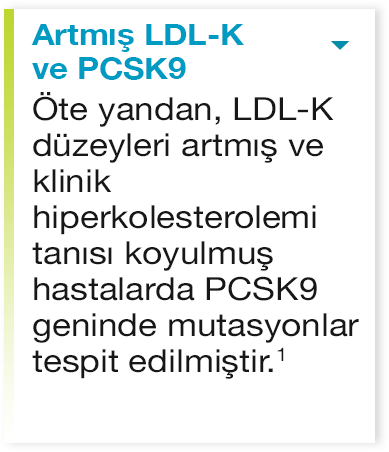 Artmış LDL-K
ve PCSK9
Öte yandan, LDL-K
düzeyleri artmış ve
klinik
hiperkolesterolemi
tanısı koyulmuş
hastalarda PCSK9
geninde mutasyonlar
tespit edilmiştir.¹